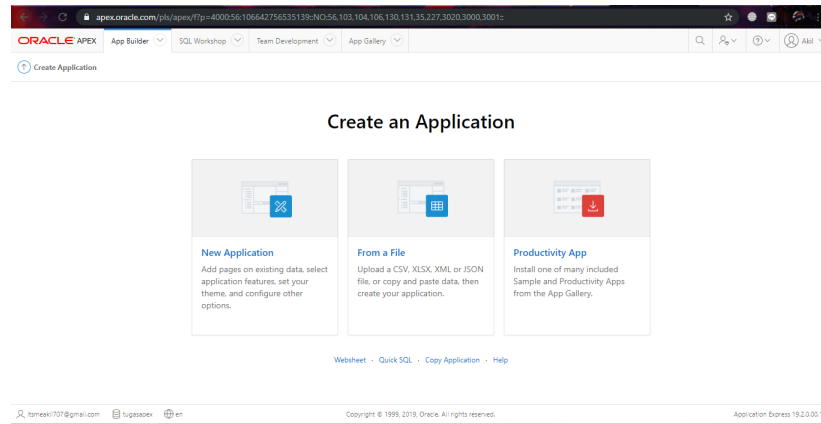 apex.oracle.com/pls/apex/f?p=4000:56:106642756535139::NO:56,103,104,106,130,131,35,227,3020,3000,3001::
ORACLE APEX App Builder SQL Workshop Team Development App Gallery Akil
Create Application
Create an Application
New Application
Add pages on existing data, select
application features, set your
theme, and configure other
options.
From a File
Upload a CSV, XLSX, XML or JSON
file, or copy and paste data, then
create your application.
Productivity App
Install one of many included
Sample and Productivity Apps
from the App Gallery.
Websheet · Quick SQL · Copy Application · Help
itsmeakil707@gmail.com tugasapex en Copyright © 1999, 2019, Oracle. All rights reserved. Application Express 19.2.0.00.